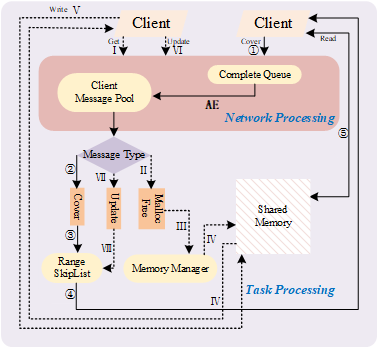 Write V
Client
Client
Get
I
Update
VI
Cover
①
Read
Client
Message Pool
Complete Queue
AE
Network Processing
Message Type
②
VII
II
Cover
Update
Malloc
Free
Shared
Memory
⑤
③
VIII
III
IV
Range
SkipList
Memory Manager
④
IV
Task Processing